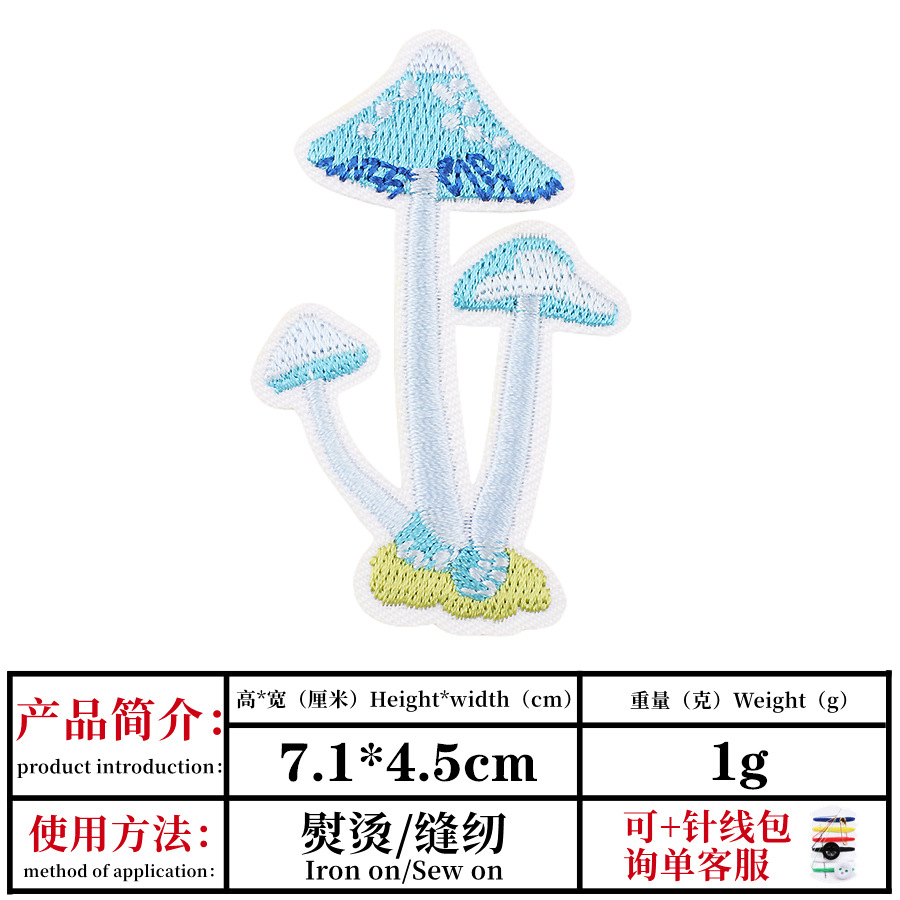 产品简介：
product introduction：
高*宽（厘米）Height*width（cm）
7.1*4.5cm
重量（克）Weight（g）
1g
使用方法：
method of application：
熨烫/缝纫
Iron on/Sew on
可+针线包
询单客服